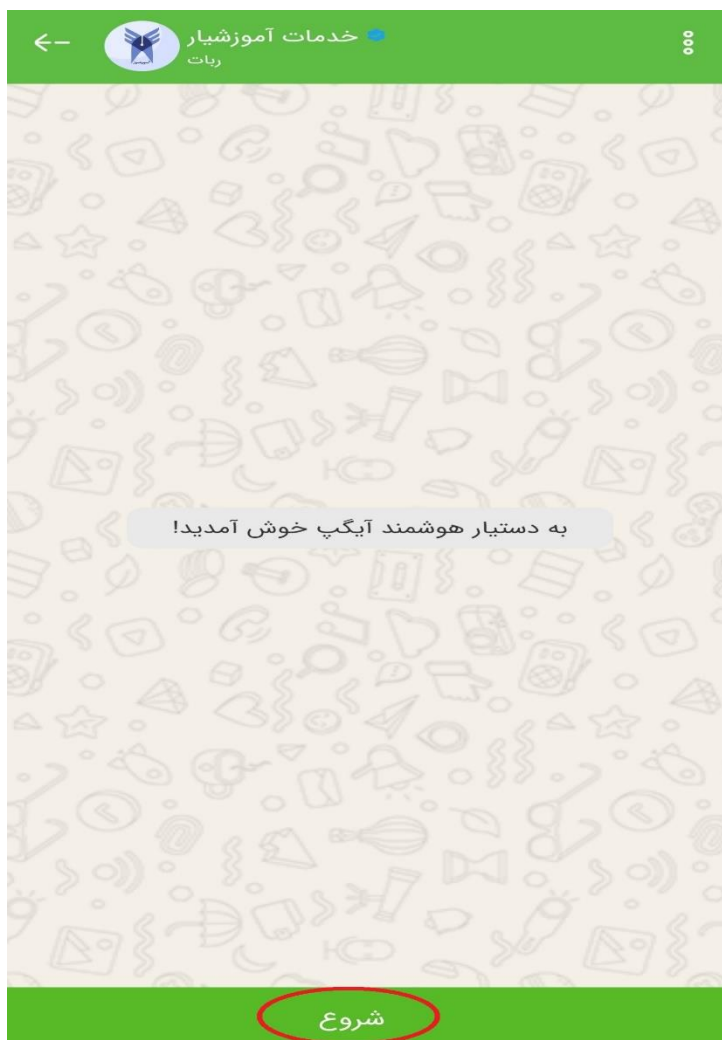 خدمات آموزشیار
ربات
به دستیار هوشمند آیگپ خوش آمدید!
شروع